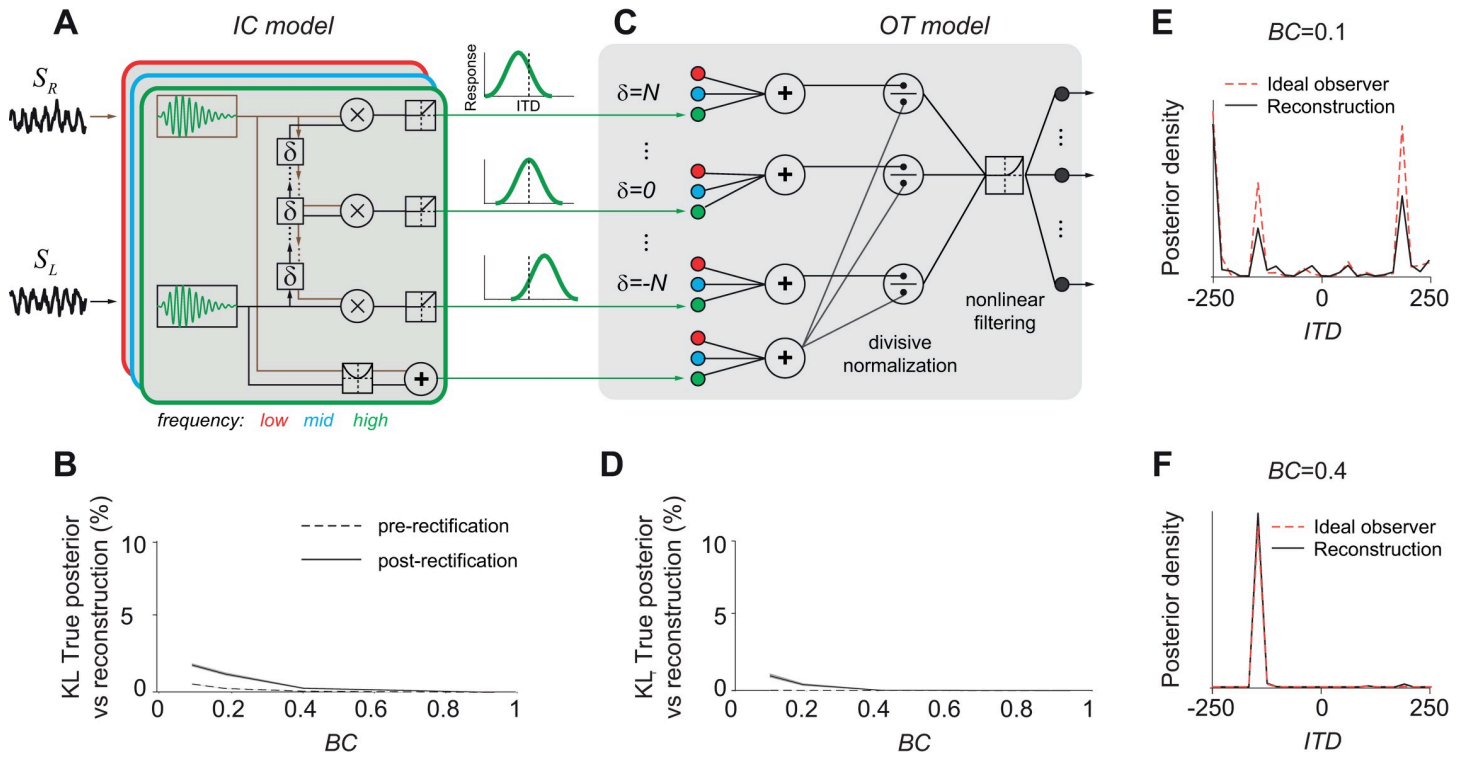 A
IC model
S_R
S_L
δ
δ
δ
×
×
×
+
frequency: low mid high
Response
ITD
C
OT model
δ=N
⋮
δ=0
⋮
δ=-N
+
+
+
+
÷
÷
÷
divisive
normalization
nonlinear
filtering
⋮
⋮
E
BC=0.1
Ideal observer
Reconstruction
Posterior density
-250
0
250
ITD
B
KL True posterior
vs reconstruction (%)
10
5
0
pre-rectification
post-rectification
0
0.2
0.4
0.6
0.8
1
BC
D
KL True posterior
vs reconstruction (%)
10
5
0
0
0.2
0.4
0.6
0.8
1
BC
F
BC=0.4
Ideal observer
Reconstruction
Posterior density
-250
0
250
ITD